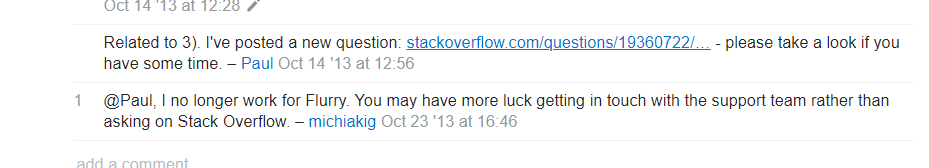 Oct 14 '13 at 12:28
Related to 3). I've posted a new question: stackoverflow.com/questions/19360722/… - please take a look if you
have some time. – Paul Oct 14 '13 at 12:56
1 @Paul, I no longer work for Flurry. You may have more luck getting in touch with the support team rather than
asking on Stack Overflow. – michiakig Oct 23 '13 at 16:46
add a comment